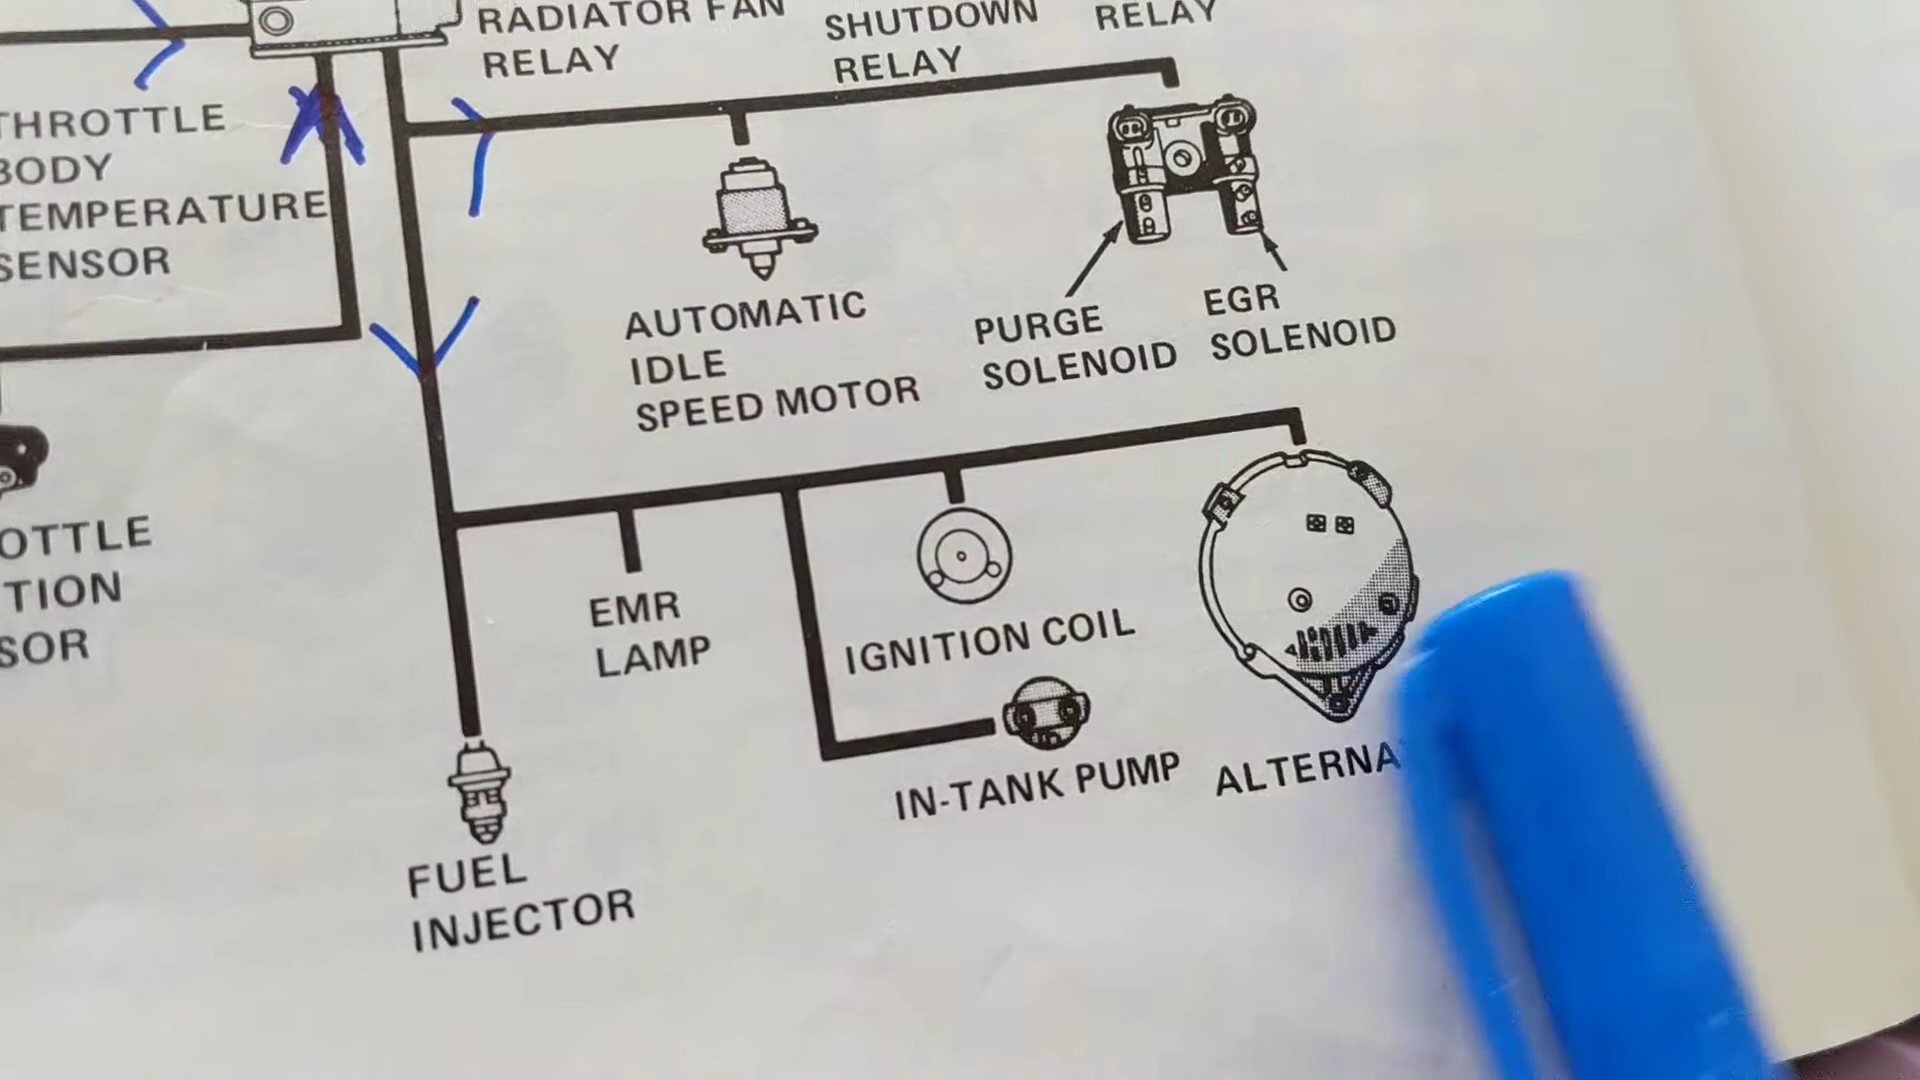 RADIATOR FAN
RELAY
SHUTDOWN
RELAY
RELAY
THROTTLE
BODY
TEMPERATURE
SENSOR
AUTOMATIC
IDLE
SPEED MOTOR
PURGE
SOLENOID
EGR
SOLENOID
OTTLE
TION
SOR
EMR
LAMP
IGNITION COIL
IN-TANK PUMP
ALTERNA
FUEL
INJECTOR